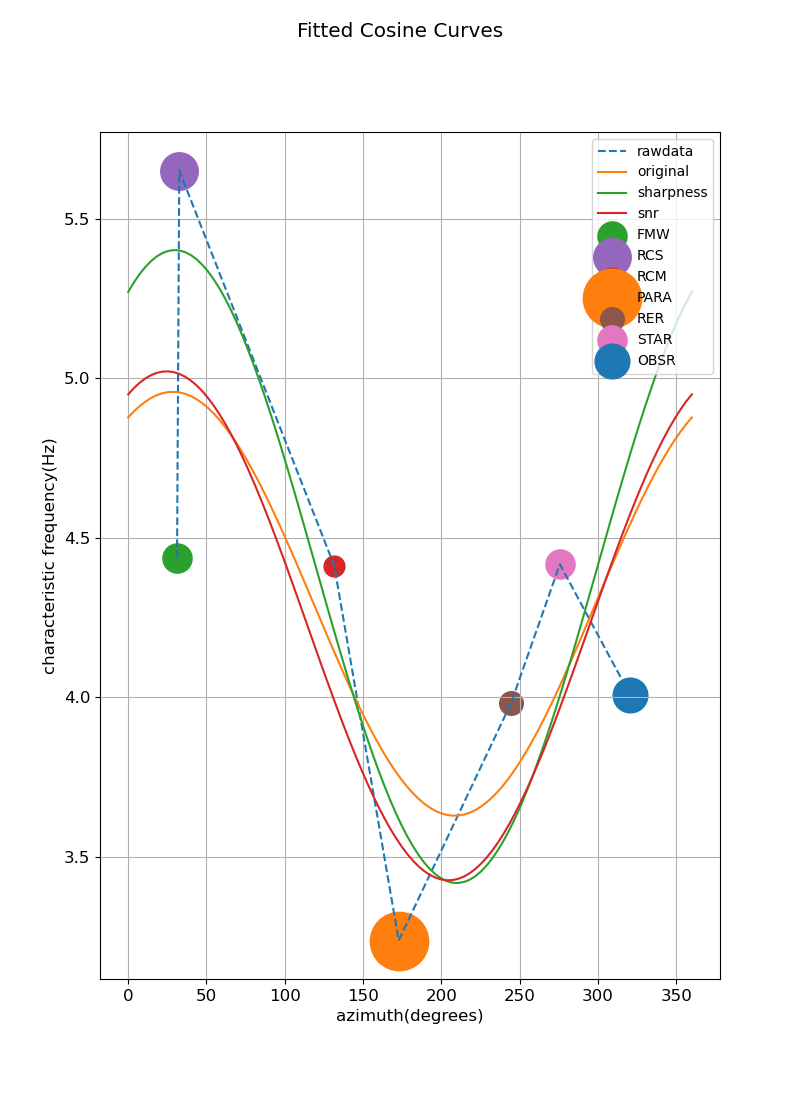 Fitted Cosine Curves
rawdata
original
sharpness
snr
FMW
RCS
RCM
PARA
RER
STAR
OBSR
5.5
5.0
4.5
4.0
3.5
characteristic frequency(Hz)
0 50 100 150 200 250 300 350
azimuth(degrees)